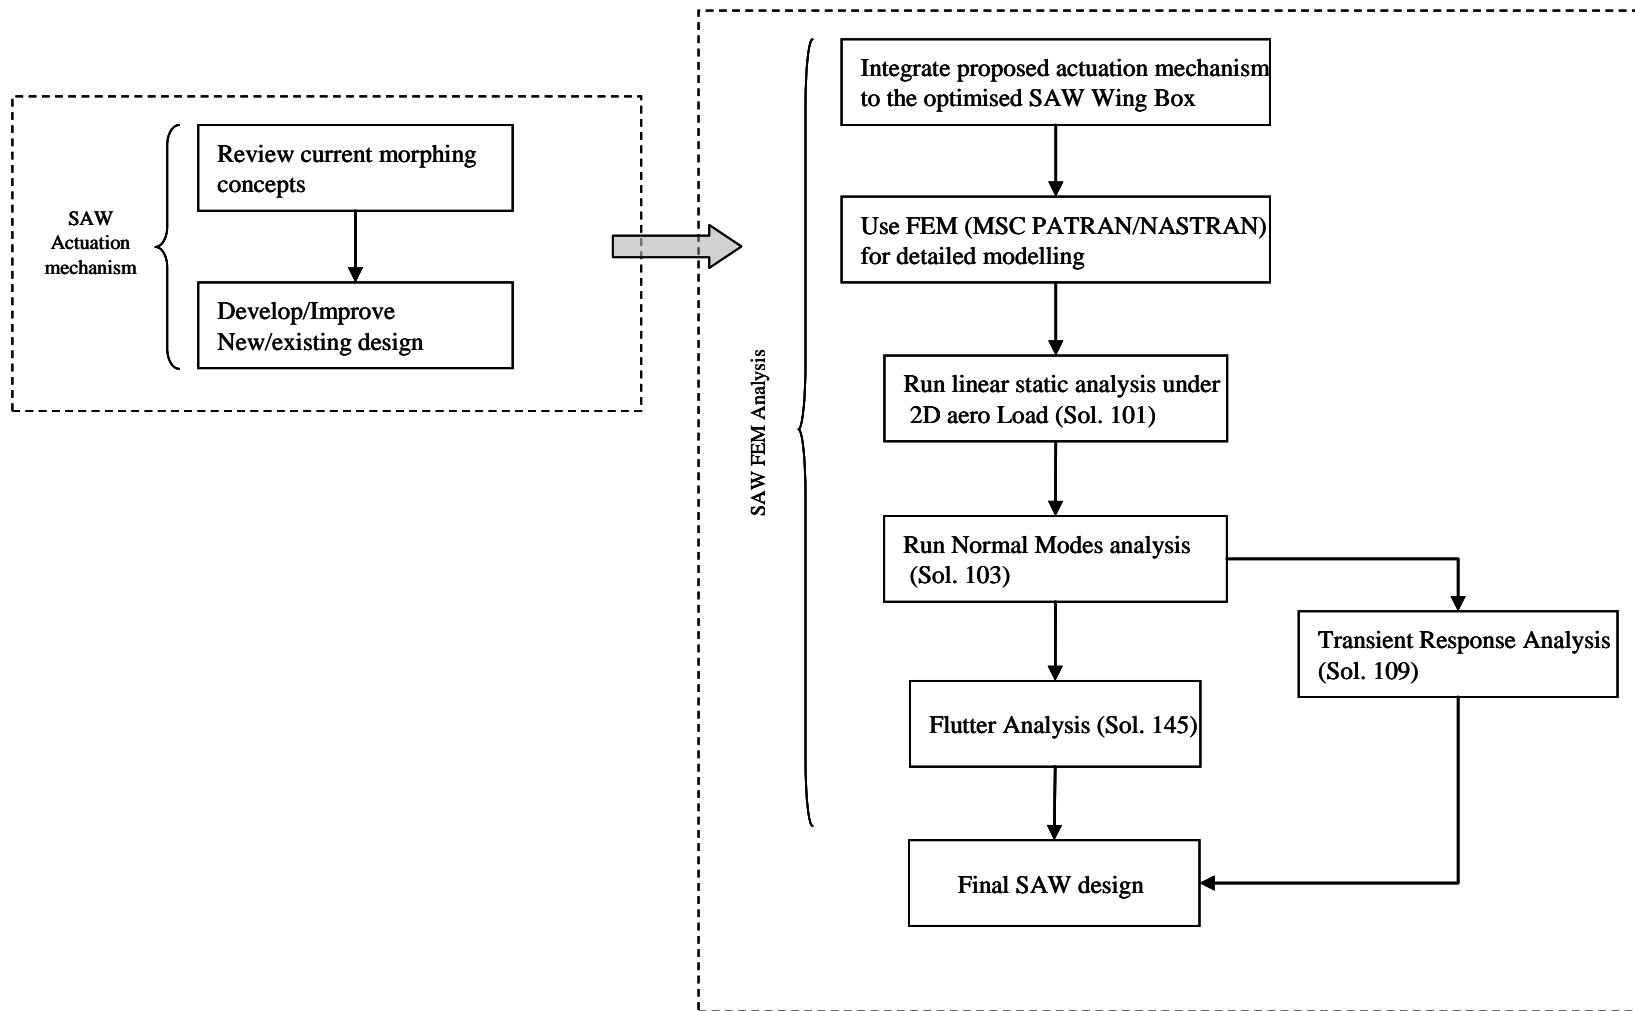 SAW
Actuation
mechanism
Review current morphing
concepts
Develop/Improve
New/existing design
SAW FEM Analysis
Integrate proposed actuation mechanism
to the optimised SAW Wing Box
Use FEM (MSC PATRAN/NASTRAN)
for detailed modelling
Run linear static analysis under
2D aero Load (Sol. 101)
Run Normal Modes analysis
(Sol. 103)
Transient Response Analysis
(Sol. 109)
Flutter Analysis (Sol. 145)
Final SAW design